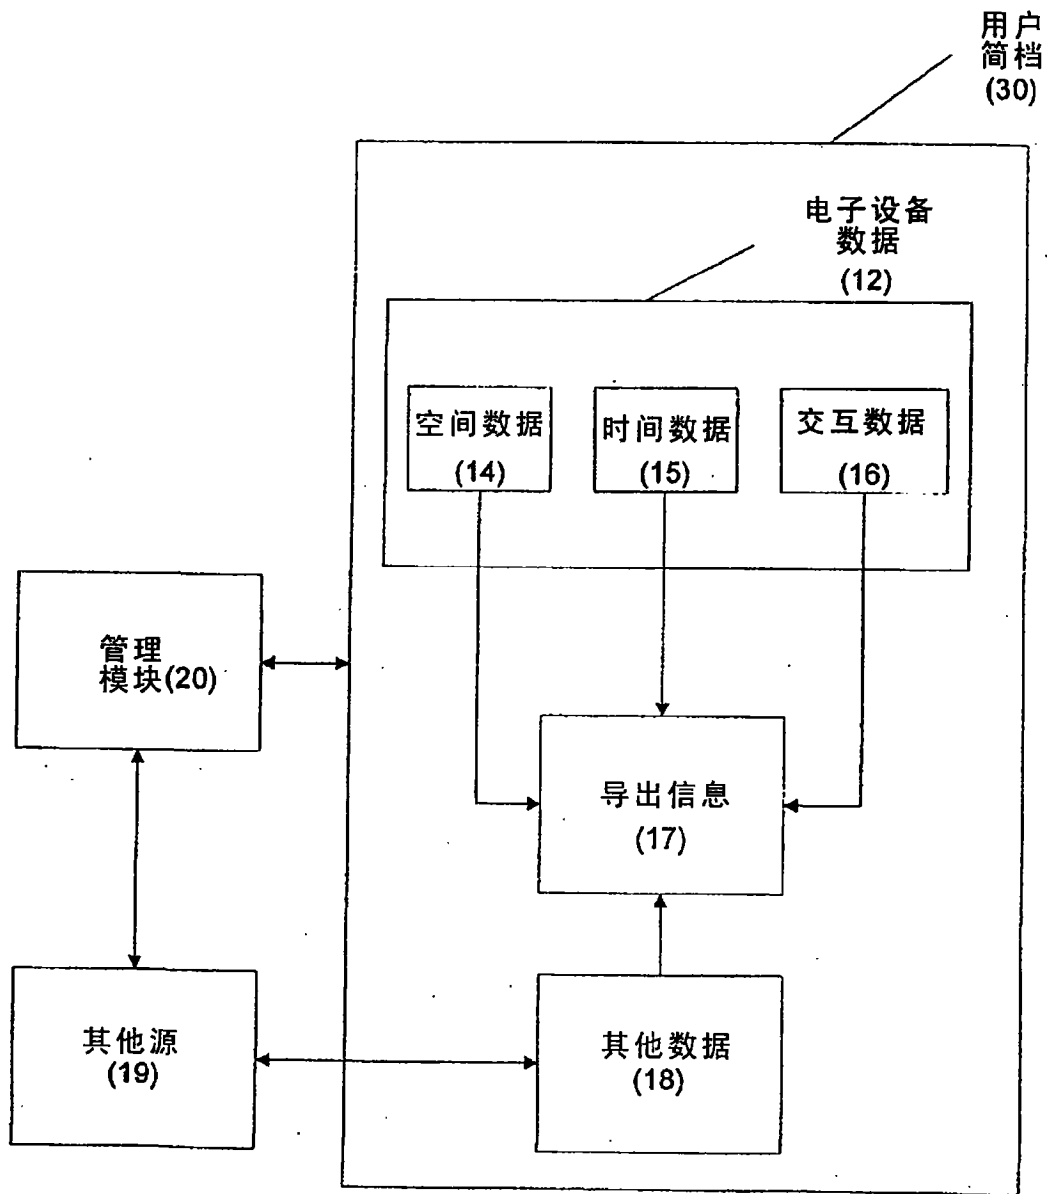 用户
简档
(30)
电子设备
数据
(12)
空间数据
(14)
时间数据
(15)
交互数据
(16)
管理
模块(20)
导出信息
(17)
其他源
(19)
其他数据
(18)